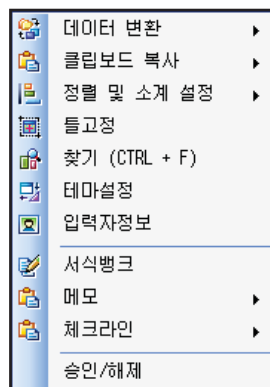 데이터 변환
클립보드 복사
정렬 및 소계 설정
틀고정
찾기 (CTRL + F)
테마설정
입력자정보
서식뱅크
메모
체크라인
승인/해제